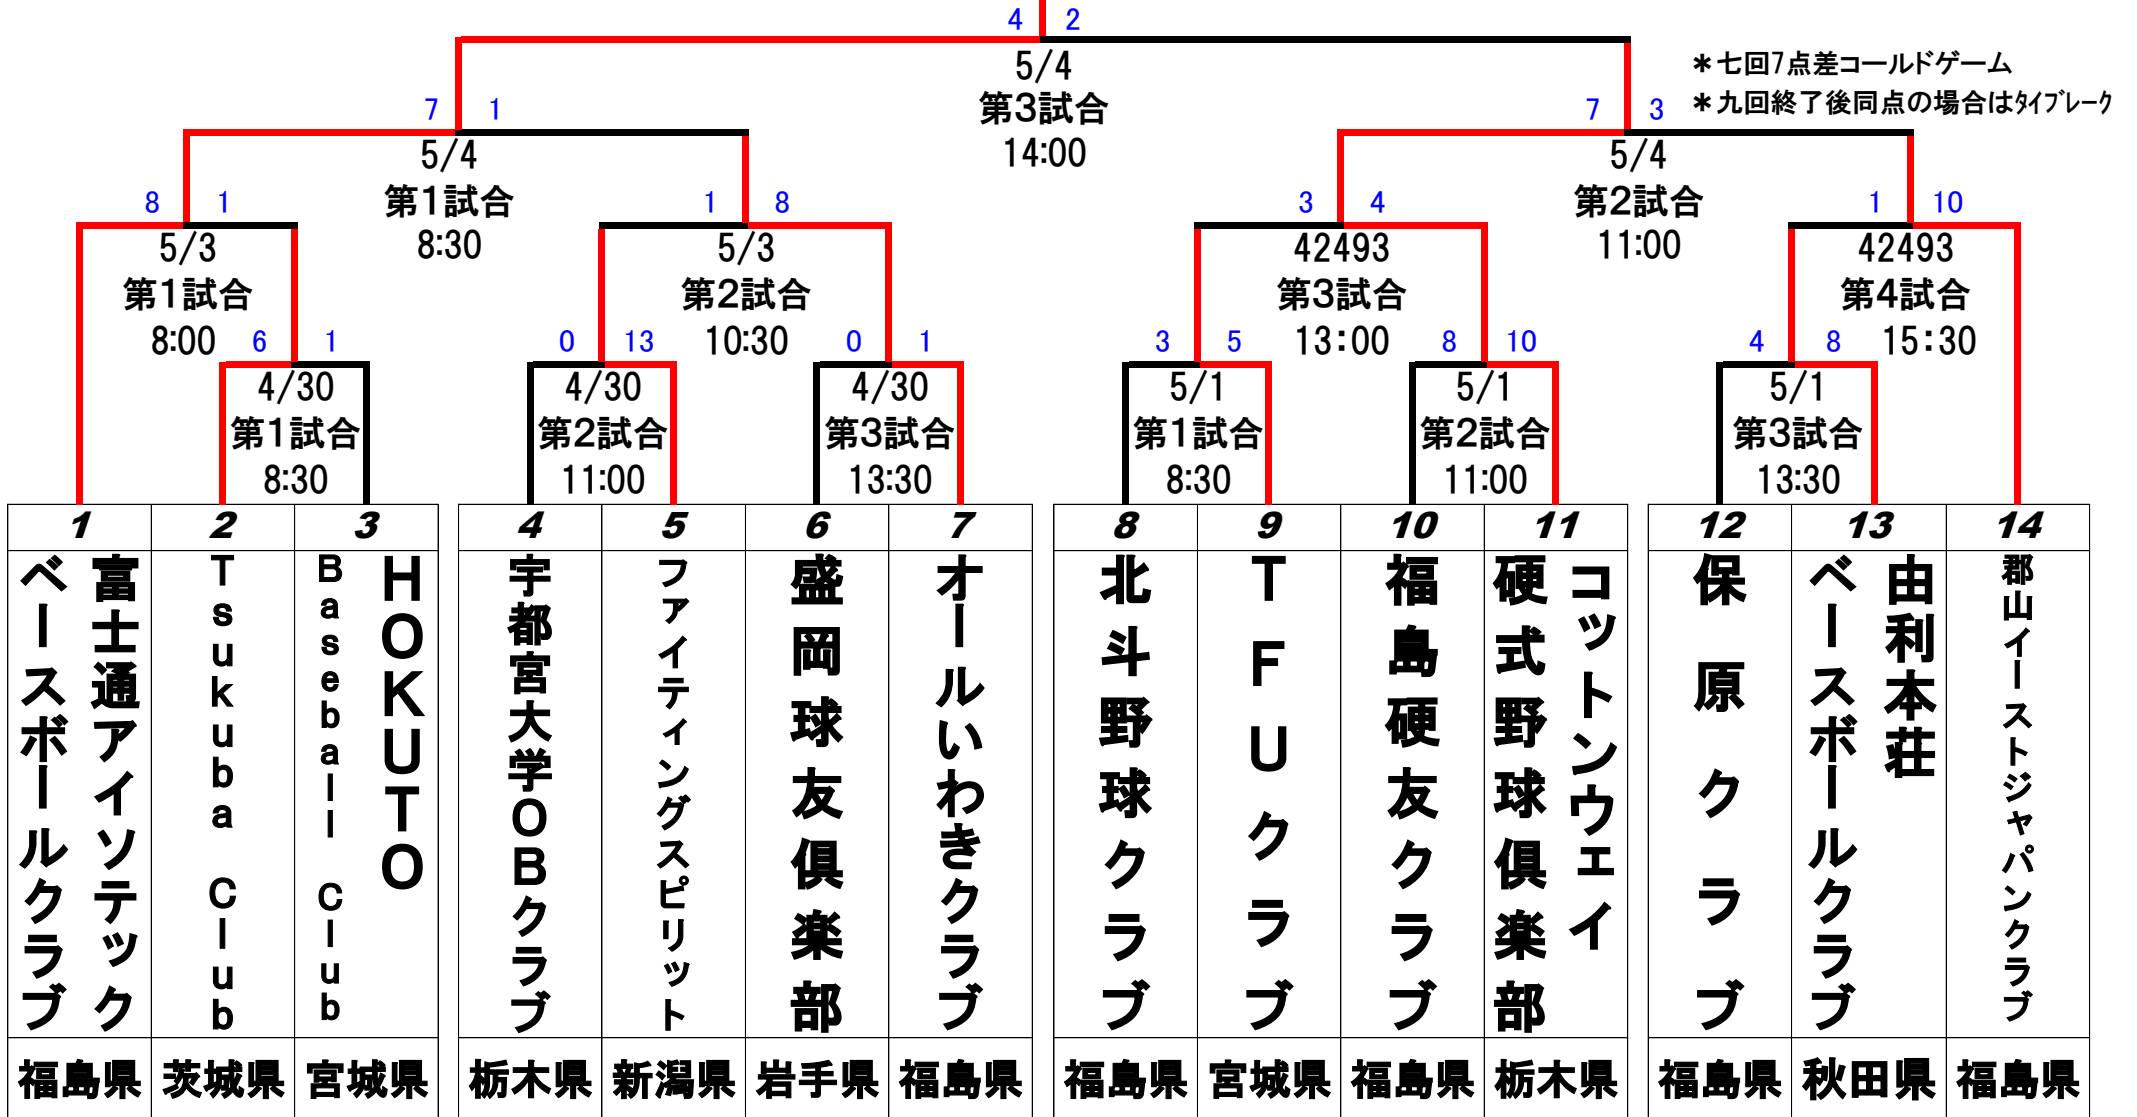 4 2
5/4
第3試合
14:00
＊七回7点差コールドゲーム
＊九回終了後同点の場合はタイブレーク
7 1
5/4
第1試合
8:30
7 3
5/4
第2試合
11:00
8 1
5/3
第1試合
8:00
1 8
5/3
第2試合
10:30
3 4
42493
第3試合
13:00
1 10
42493
第4試合
15:30
6 1
4/30
第1試合
8:30
0 13
4/30
第2試合
11:00
0 1
4/30
第3試合
13:30
3 5
5/1
第1試合
8:30
8 10
5/1
第2試合
11:00
4 8
5/1
第3試合
13:30
1 2 3 4 5 6 7 8 9 10 11 12 13 14
富士通アイソテック
ベースボールクラブ
Tsukuba Club
HOKUTO
Baseball Club
宇都宮大学OBクラブ
ファイティングスピリット
盛岡球友倶楽部
オールいわきクラブ
北斗野球クラブ
TFUクラブ
福島硬友クラブ
コットンウェイ
硬式野球倶楽部
保原クラブ
由利本荘
ベースボールクラブ
郡山イーストジャパンクラブ
福島県 茨城県 宮城県 栃木県 新潟県 岩手県 福島県 福島県 宮城県 福島県 栃木県 福島県 秋田県 福島県